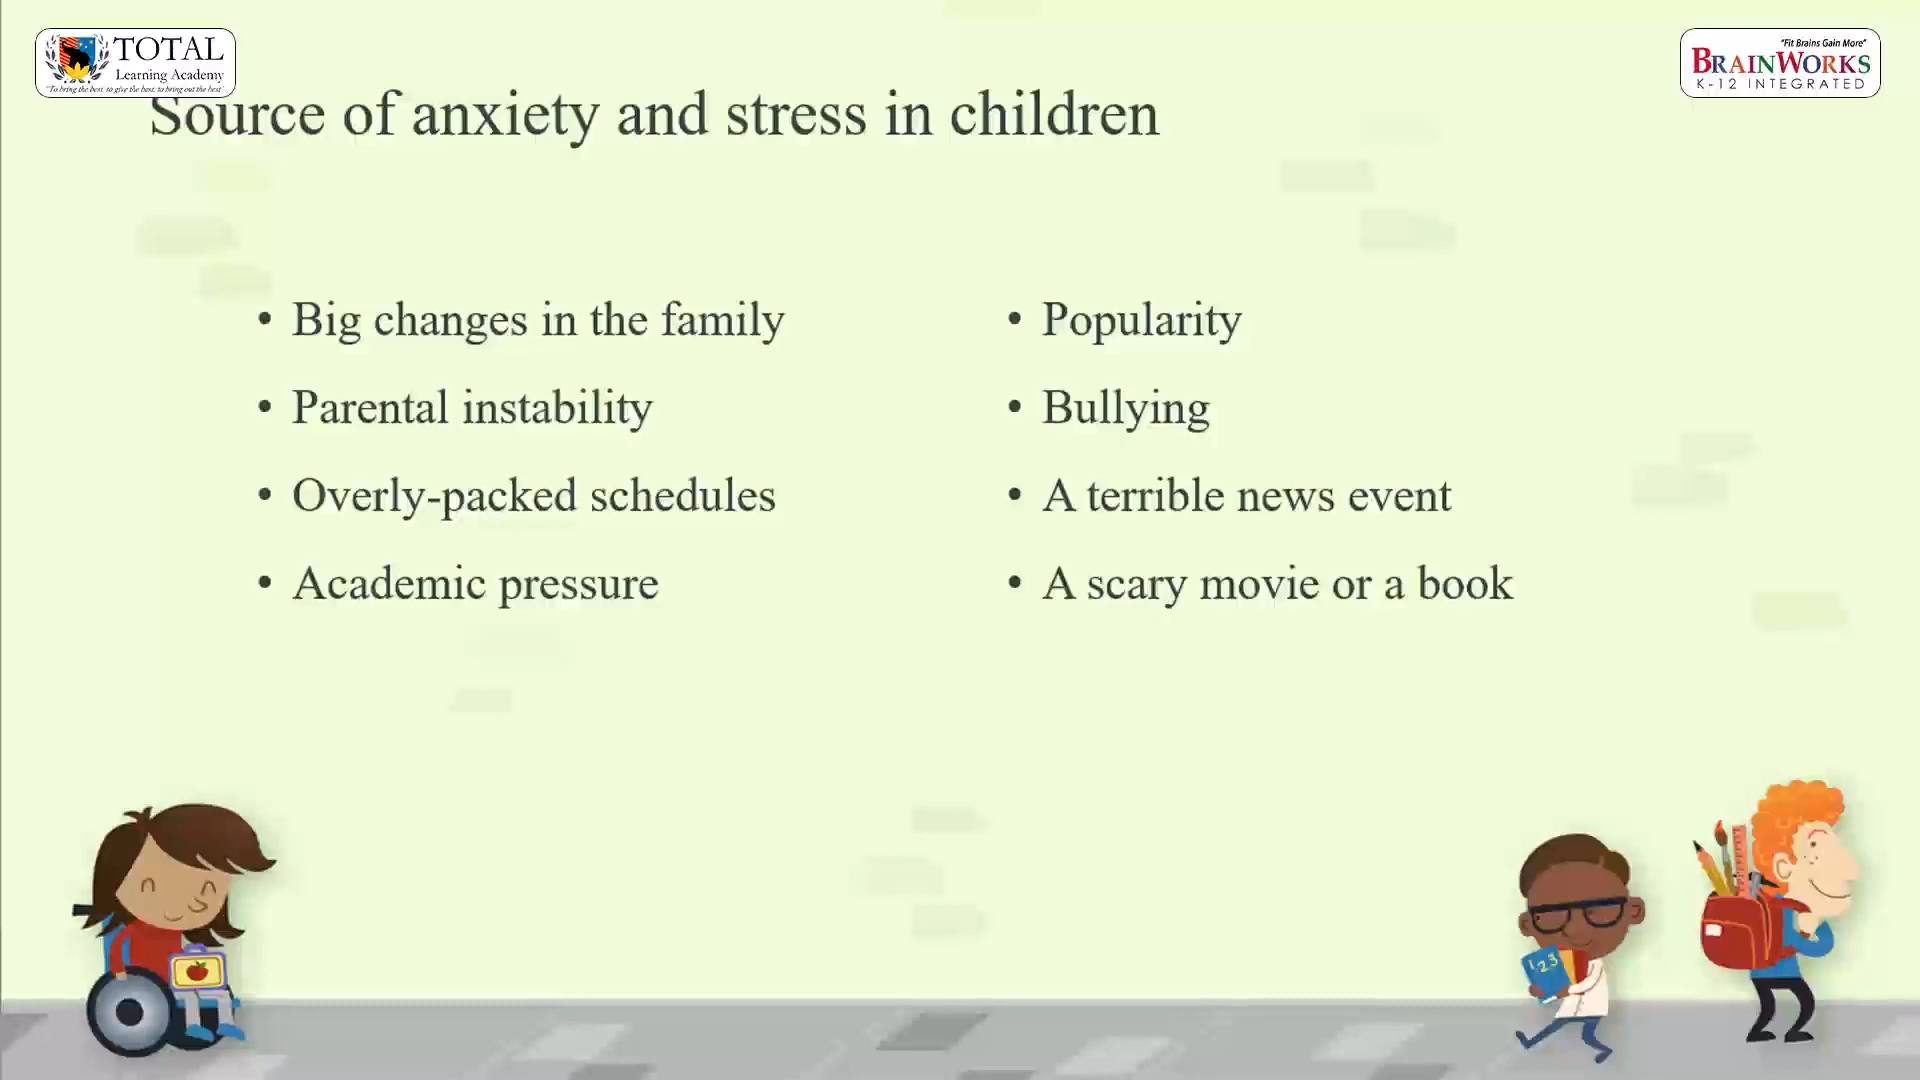 TOTAL
Learning Academy
"To bring the best, to give the best, to bring out the best"
"Fit Brains Gain More"
BRAINWORKS
K-12 INTEGRATED
Source of anxiety and stress in children
• Big changes in the family
• Parental instability
• Overly-packed schedules
• Academic pressure
• Popularity
• Bullying
• A terrible news event
• A scary movie or a book
123